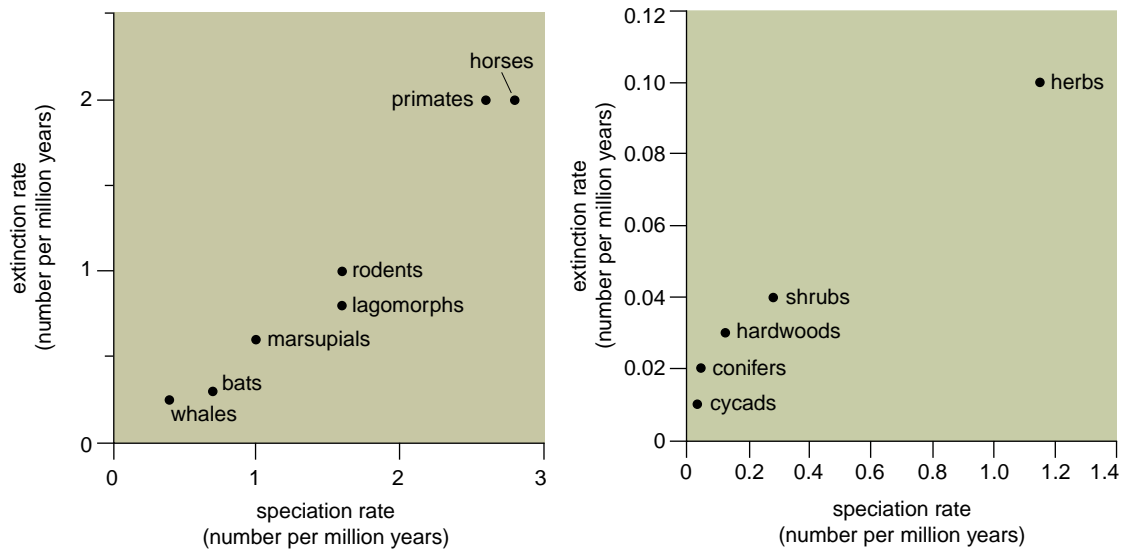 extinction rate
(number per million years)
2
1
0
horses
primates
rodents
lagomorphs
marsupials
bats
whales
0
1
2
3
speciation rate
(number per million years)
extinction rate
(number per million years)
0.12
0.10
0.08
0.06
0.04
0.02
0
herbs
shrubs
hardwoods
conifers
cycads
0
0.2
0.4
0.6
0.8
1.0
1.2
1.4
speciation rate
(number per million years)